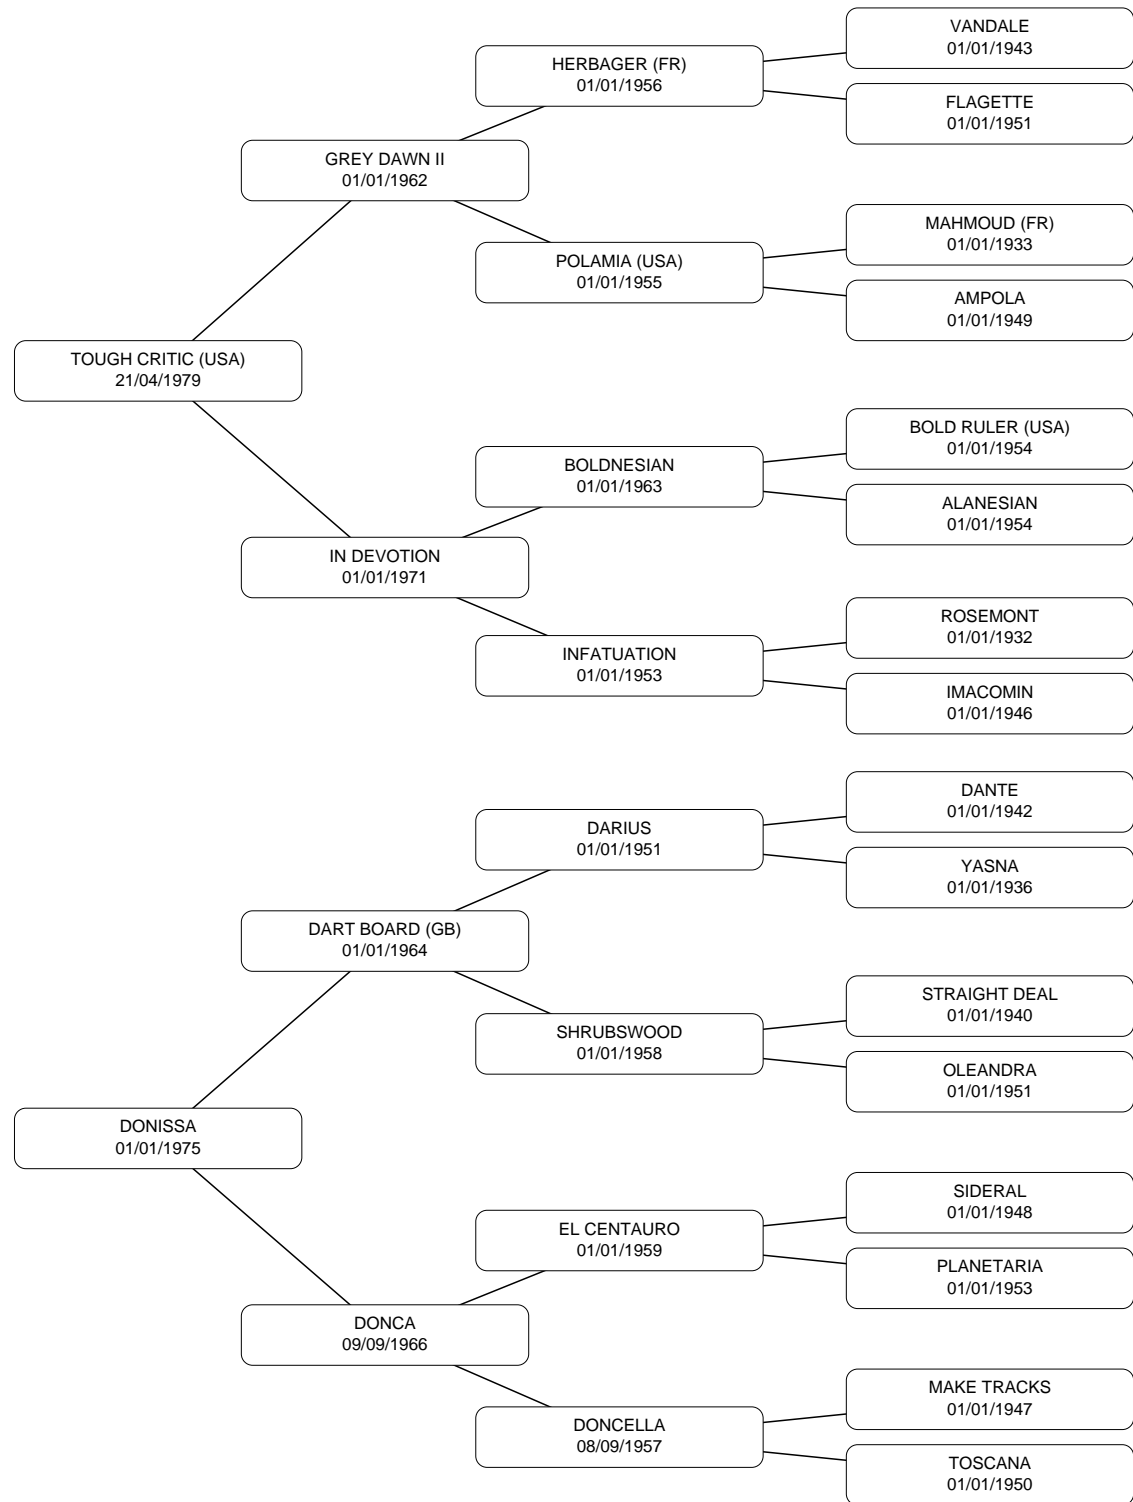 VANDALE
01/01/1943
HERBAGER (FR)
01/01/1956
FLAGETTE
01/01/1951
GREY DAWN II
01/01/1962
MAHMOUD (FR)
01/01/1933
POLAMIA (USA)
01/01/1955
AMPOLA
01/01/1949
TOUGH CRITIC (USA)
21/04/1979
BOLD RULER (USA)
01/01/1954
BOLDNESIAN
01/01/1963
ALANESIAN
01/01/1954
IN DEVOTION
01/01/1971
ROSEMONT
01/01/1932
INFATUATION
01/01/1953
IMACOMIN
01/01/1946
DANTE
01/01/1942
DARIUS
01/01/1951
YASNA
01/01/1936
DART BOARD (GB)
01/01/1964
STRAIGHT DEAL
01/01/1940
SHRUBSWOOD
01/01/1958
OLEANDRA
01/01/1951
DONISSA
01/01/1975
SIDERAL
01/01/1948
EL CENTAURO
01/01/1959
PLANETARIA
01/01/1953
DONCA
09/09/1966
MAKE TRACKS
01/01/1947
DONCELLA
08/09/1957
TOSCANA
01/01/1950